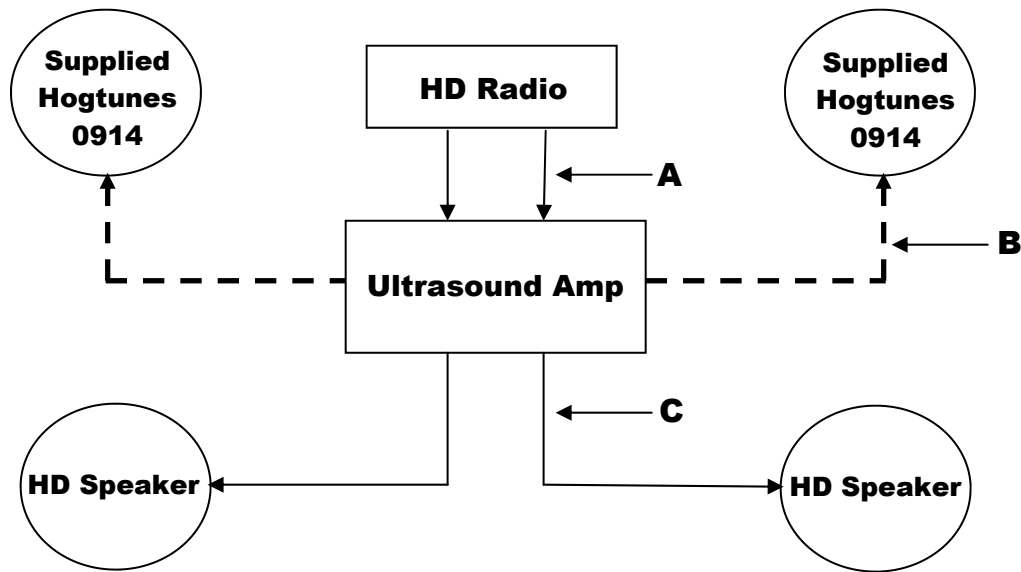 Supplied
Hogtunes
0914
HD Radio
Supplied
Hogtunes
0914
A
B
Ultrasound Amp
C
HD Speaker
HD Speaker